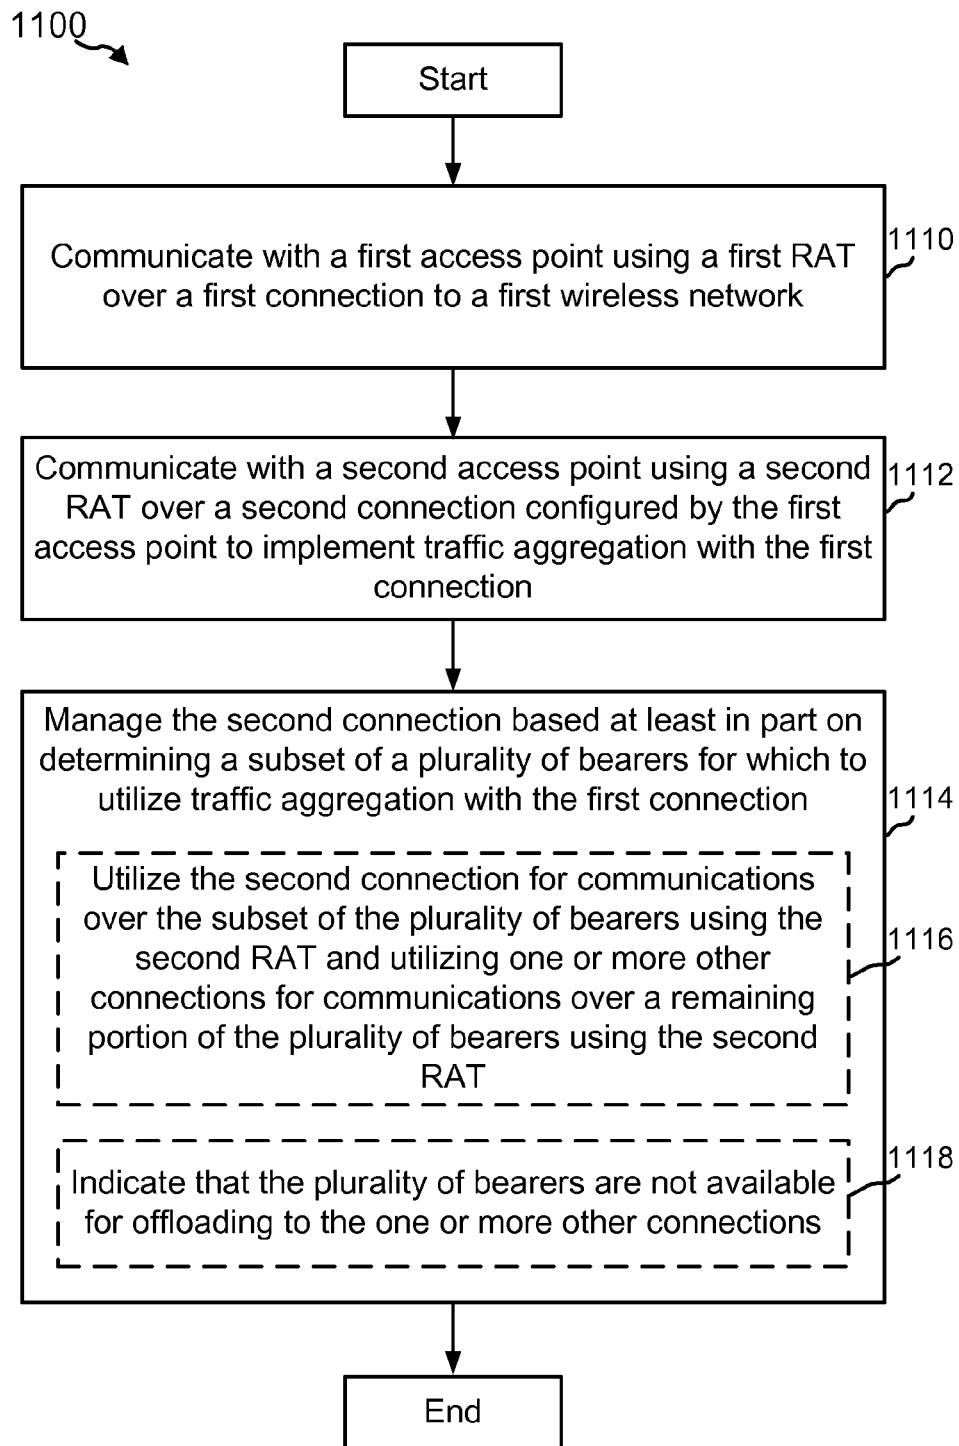 1100
Start
Communicate with a first access point using a first RAT
over a first connection to a first wireless network
1110
Communicate with a second access point using a second
RAT over a second connection configured by the first
access point to implement traffic aggregation with the first
connection
1112
Manage the second connection based at least in part on
determining a subset of a plurality of bearers for which to
utilize traffic aggregation with the first connection
1114
Utilize the second connection for communications
over the subset of the plurality of bearers using the
second RAT and utilizing one or more other
connections for communications over a remaining
portion of the plurality of bearers using the second
RAT
1116
Indicate that the plurality of bearers are not available
for offloading to the one or more other connections
1118
End